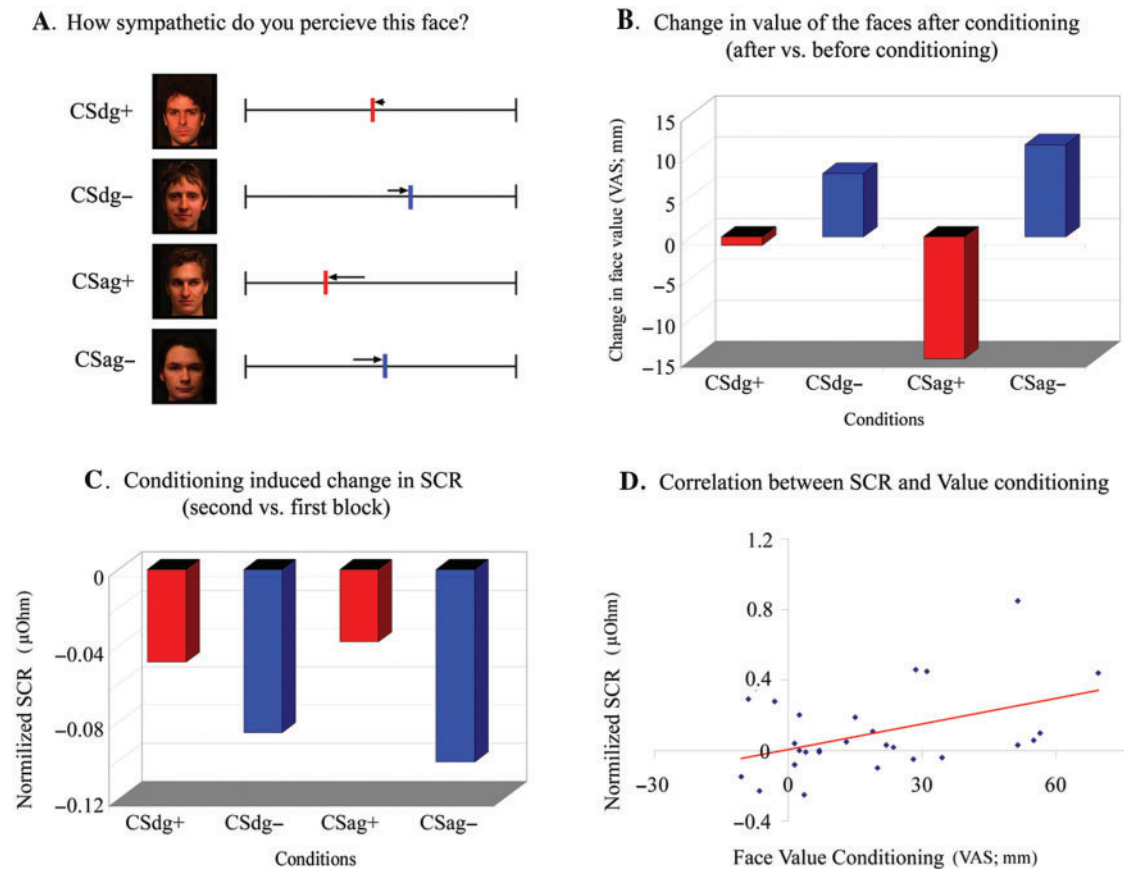 A. How sympathetic do you percieve this face?
CSdg+
CSdg–
CSag+
CSag–
B. Change in value of the faces after conditioning
(after vs. before conditioning)
Change in face value (VAS; mm)
15
10
5
0
–5
–10
–15
CSdg+ CSdg– CSag+ CSag–
Conditions
C. Conditioning induced change in SCR
(second vs. first block)
Normilized SCR (μOhm)
0
–0.04
–0.08
–0.12
CSdg+ CSdg– CSag+ CSag–
Conditions
D. Correlation between SCR and Value conditioning
Normilized SCR (μOhm)
1.2
0.8
0.4
0
–0.4
–30 0 30 60
Face Value Conditioning (VAS; mm)